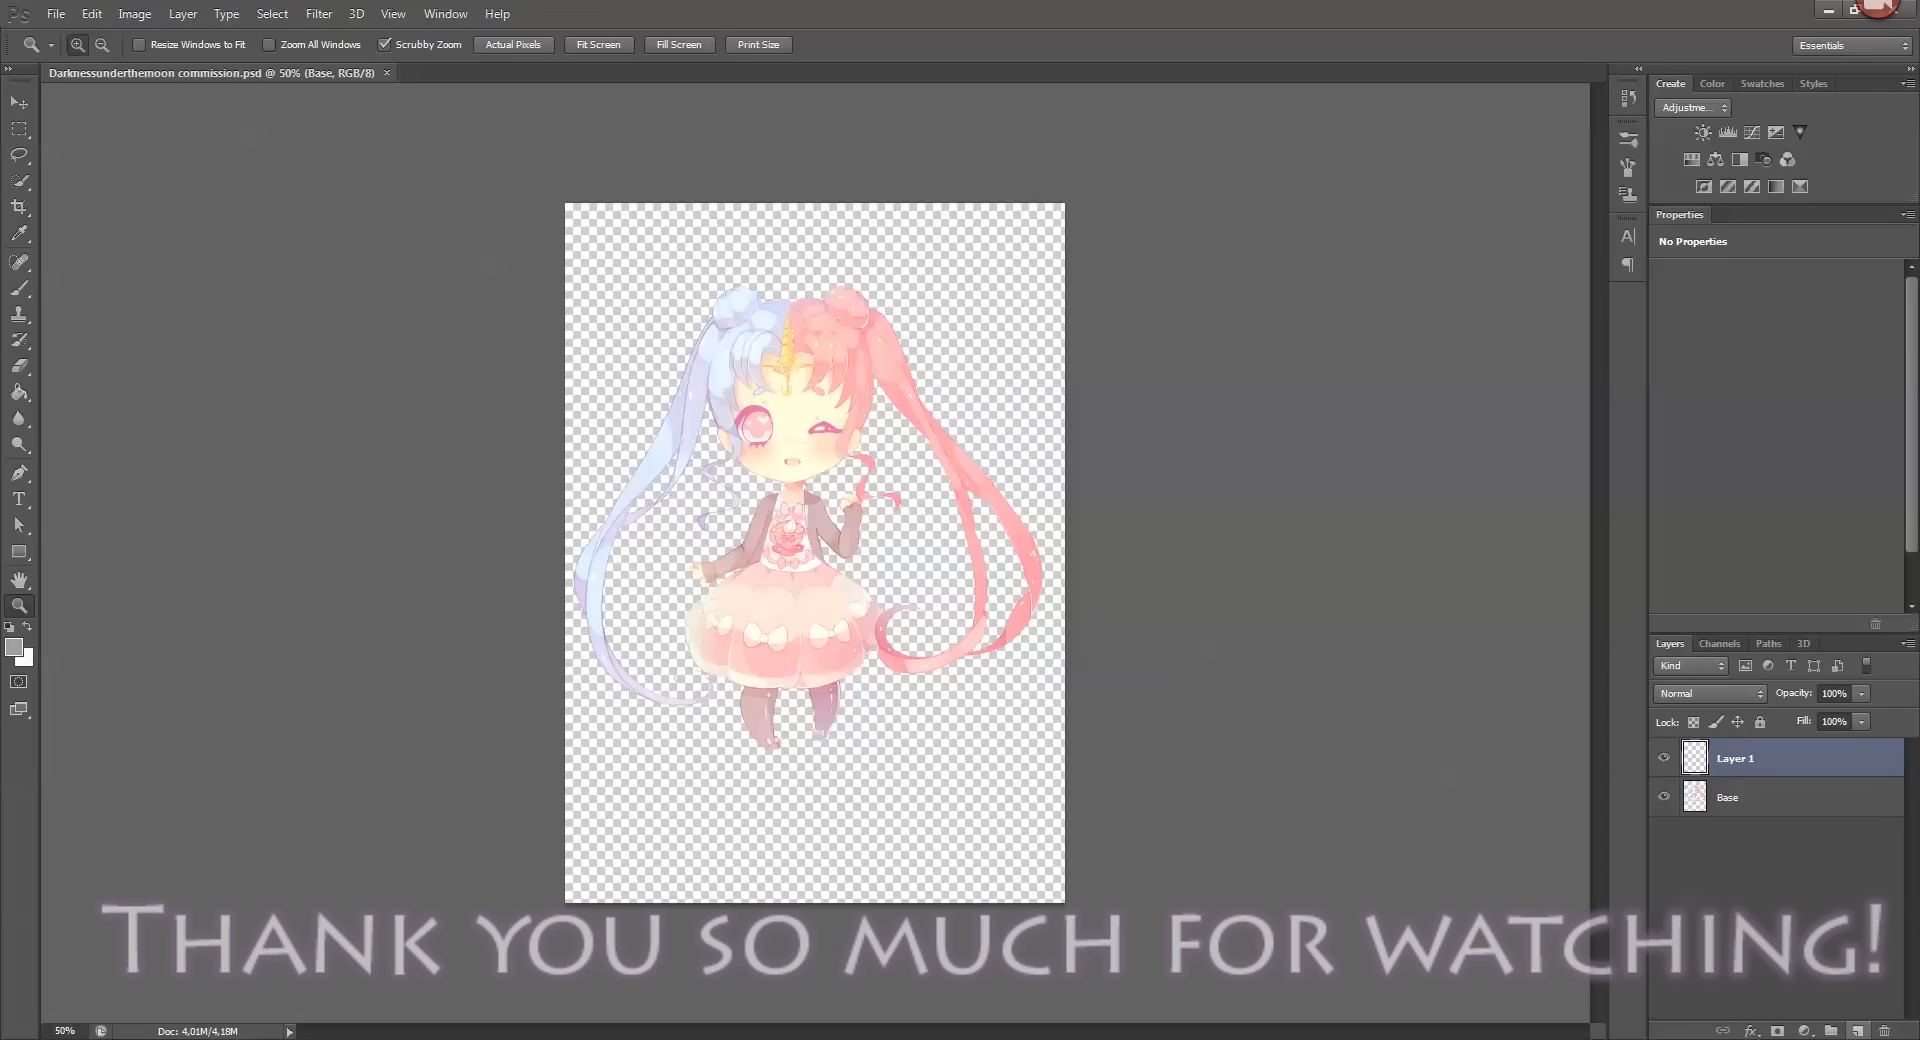 Ps File Edit Image Layer Type Select Filter 3D View Window Help
Resize Windows to Fit Zoom All Windows Scrubby Zoom Actual Pixels Fit Screen Fill Screen Print Size Essentials
Darknessunderthemoon commission.psd @ 50% (Base, RGB/8) ×
Create Color Swatches Styles
Adjustme...
Properties
No Properties
Layers Channels Paths 3D
Kind
Normal Opacity: 100%
Lock: Fill: 100%
Layer 1
Base
Thank you so much for watching!
50% Doc: 4,01M/4,18M